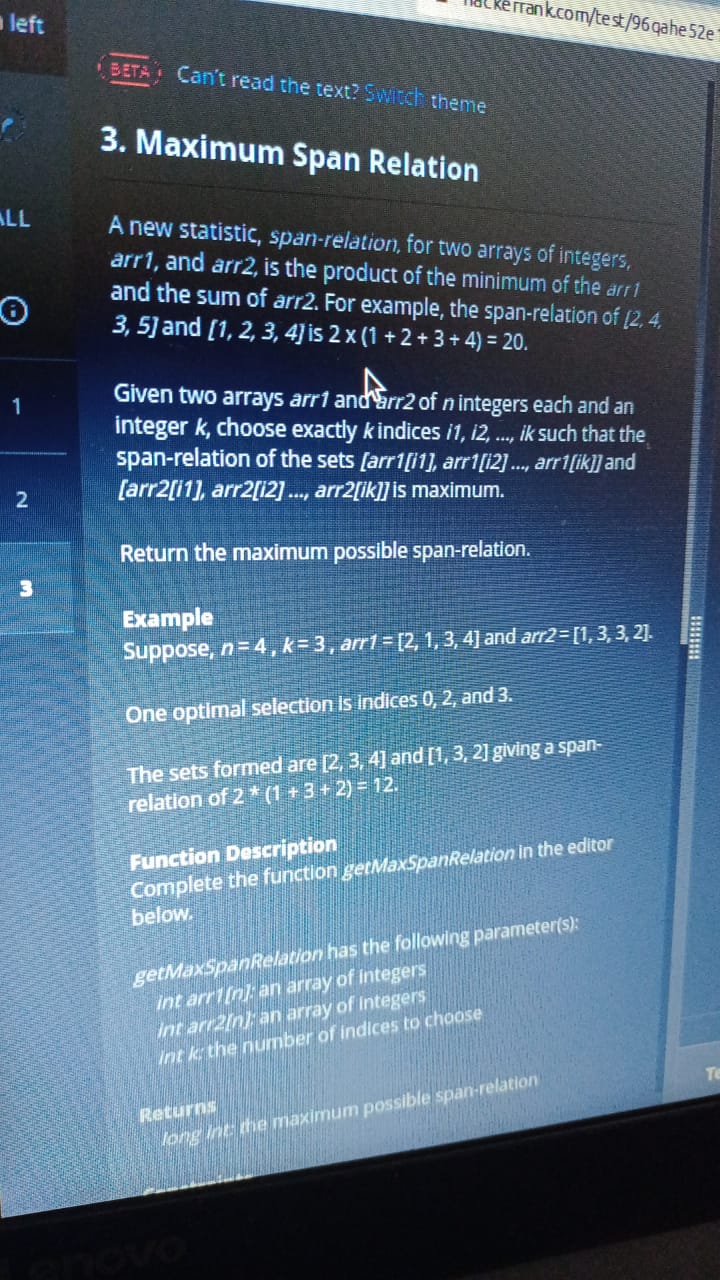 left
hackerrank.com/test/96qahe52e
BETA Can't read the text? Switch theme
3. Maximum Span Relation
ALL
A new statistic, span-relation, for two arrays of integers,
arr1, and arr2, is the product of the minimum of the arr1
and the sum of arr2. For example, the span-relation of [2, 4,
3, 5] and [1, 2, 3, 4] is 2 x (1 + 2 + 3 + 4) = 20.
1
Given two arrays arr1 and arr2 of n integers each and an
integer k, choose exactly k indices i1, i2, ..., ik such that the
span-relation of the sets [arr1[i1], arr1[i2] ..., arr1[ik]] and
[arr2[i1], arr2[i2] ..., arr2[ik]] is maximum.
2
Return the maximum possible span-relation.
3
Example
Suppose, n = 4 , k = 3 , arr1 = [2, 1, 3, 4] and arr2 = [1, 3, 3, 2].
One optimal selection is indices 0, 2, and 3.
The sets formed are [2, 3, 4] and [1, 3, 2] giving a span-
relation of 2 * (1 + 3 + 2) = 12.
Function Description
Complete the function getMaxSpanRelation in the editor
below.
getMaxSpanRelation has the following parameter(s):
int arr1[n]: an array of integers
int arr2[n]: an array of integers
int k: the number of indices to choose
Returns
long int: the maximum possible span-relation
Lenovo